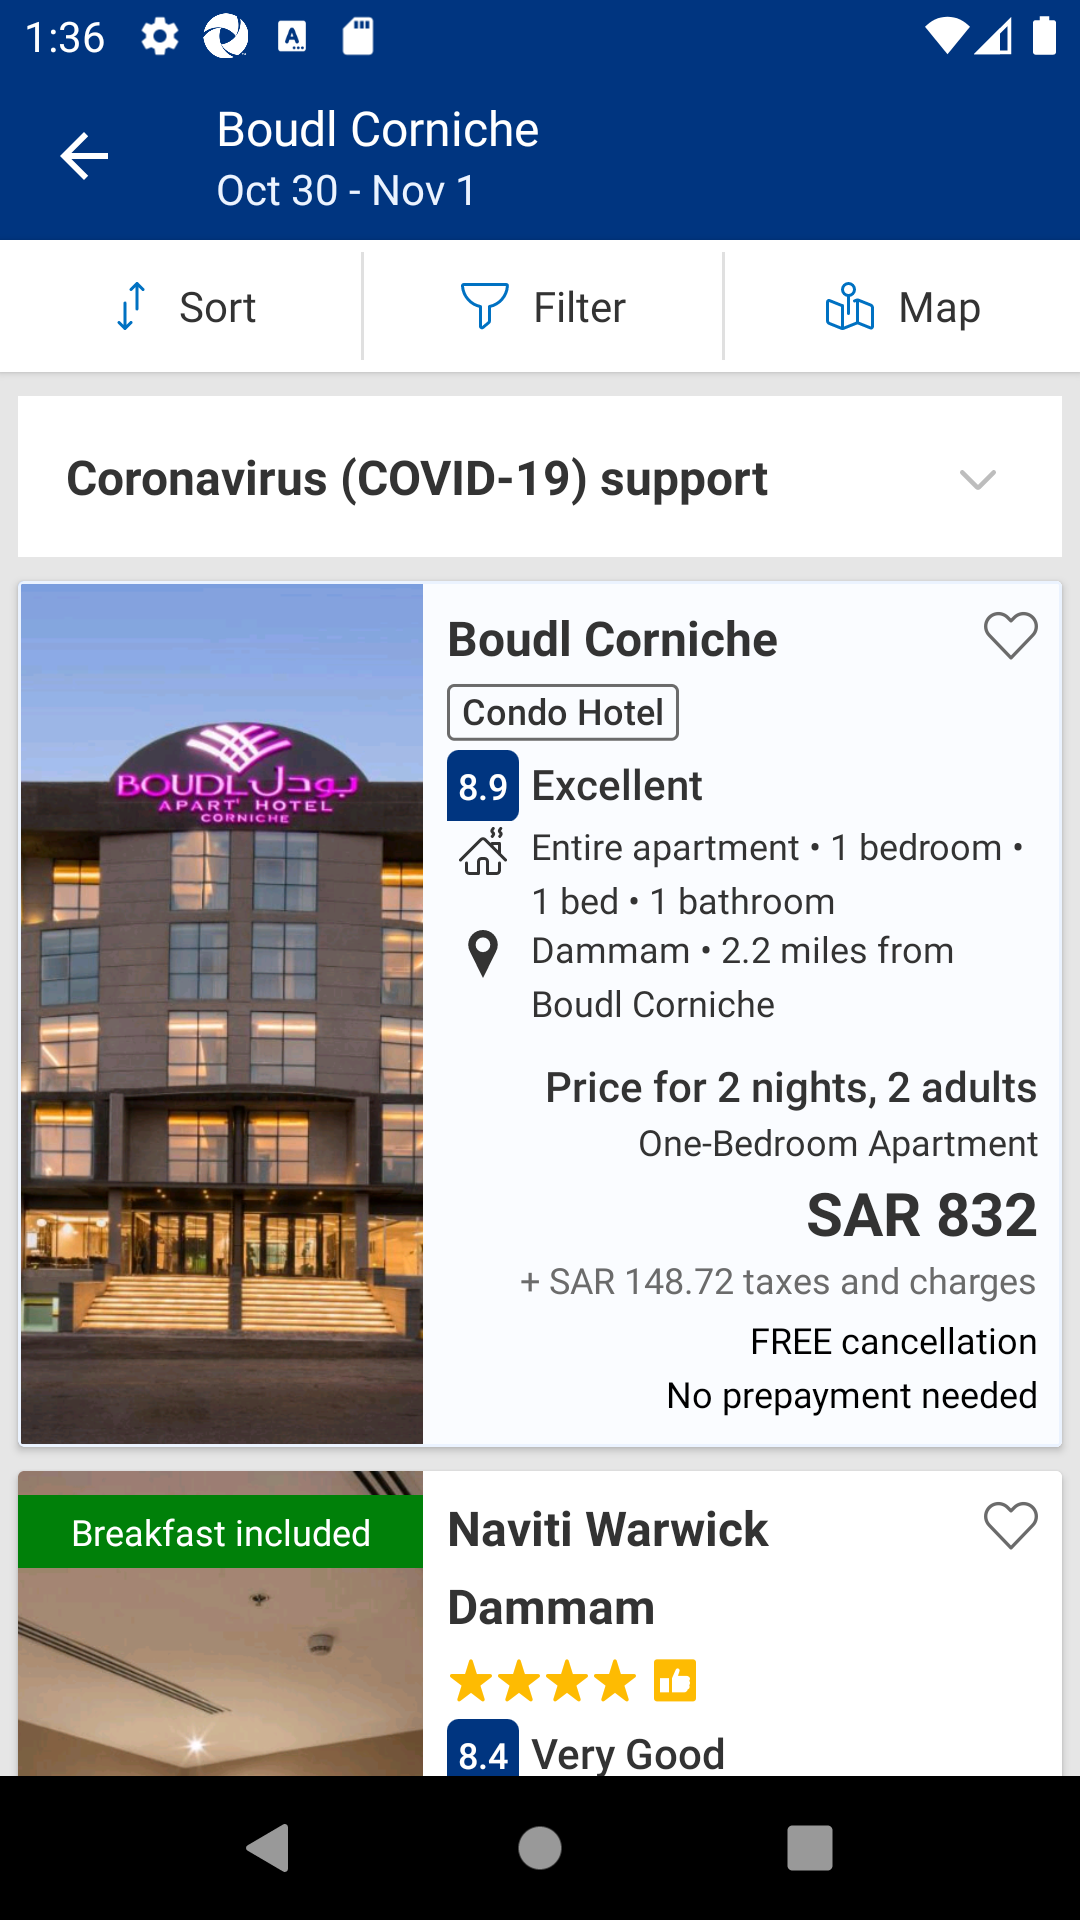 1:36
Boudl Corniche
Oct 30 - Nov 1
Sort
Filter
Map
Coronavirus (COVID-19) support
BOUDL بودل
APART' HOTEL
CORNICHE
Boudl Corniche
Condo Hotel
8.9 Excellent
Entire apartment • 1 bedroom •
1 bed • 1 bathroom
Dammam • 2.2 miles from
Boudl Corniche
Price for 2 nights, 2 adults
One-Bedroom Apartment
SAR 832
+ SAR 148.72 taxes and charges
FREE cancellation
No prepayment needed
Breakfast included
Naviti Warwick
Dammam
8.4 Very Good